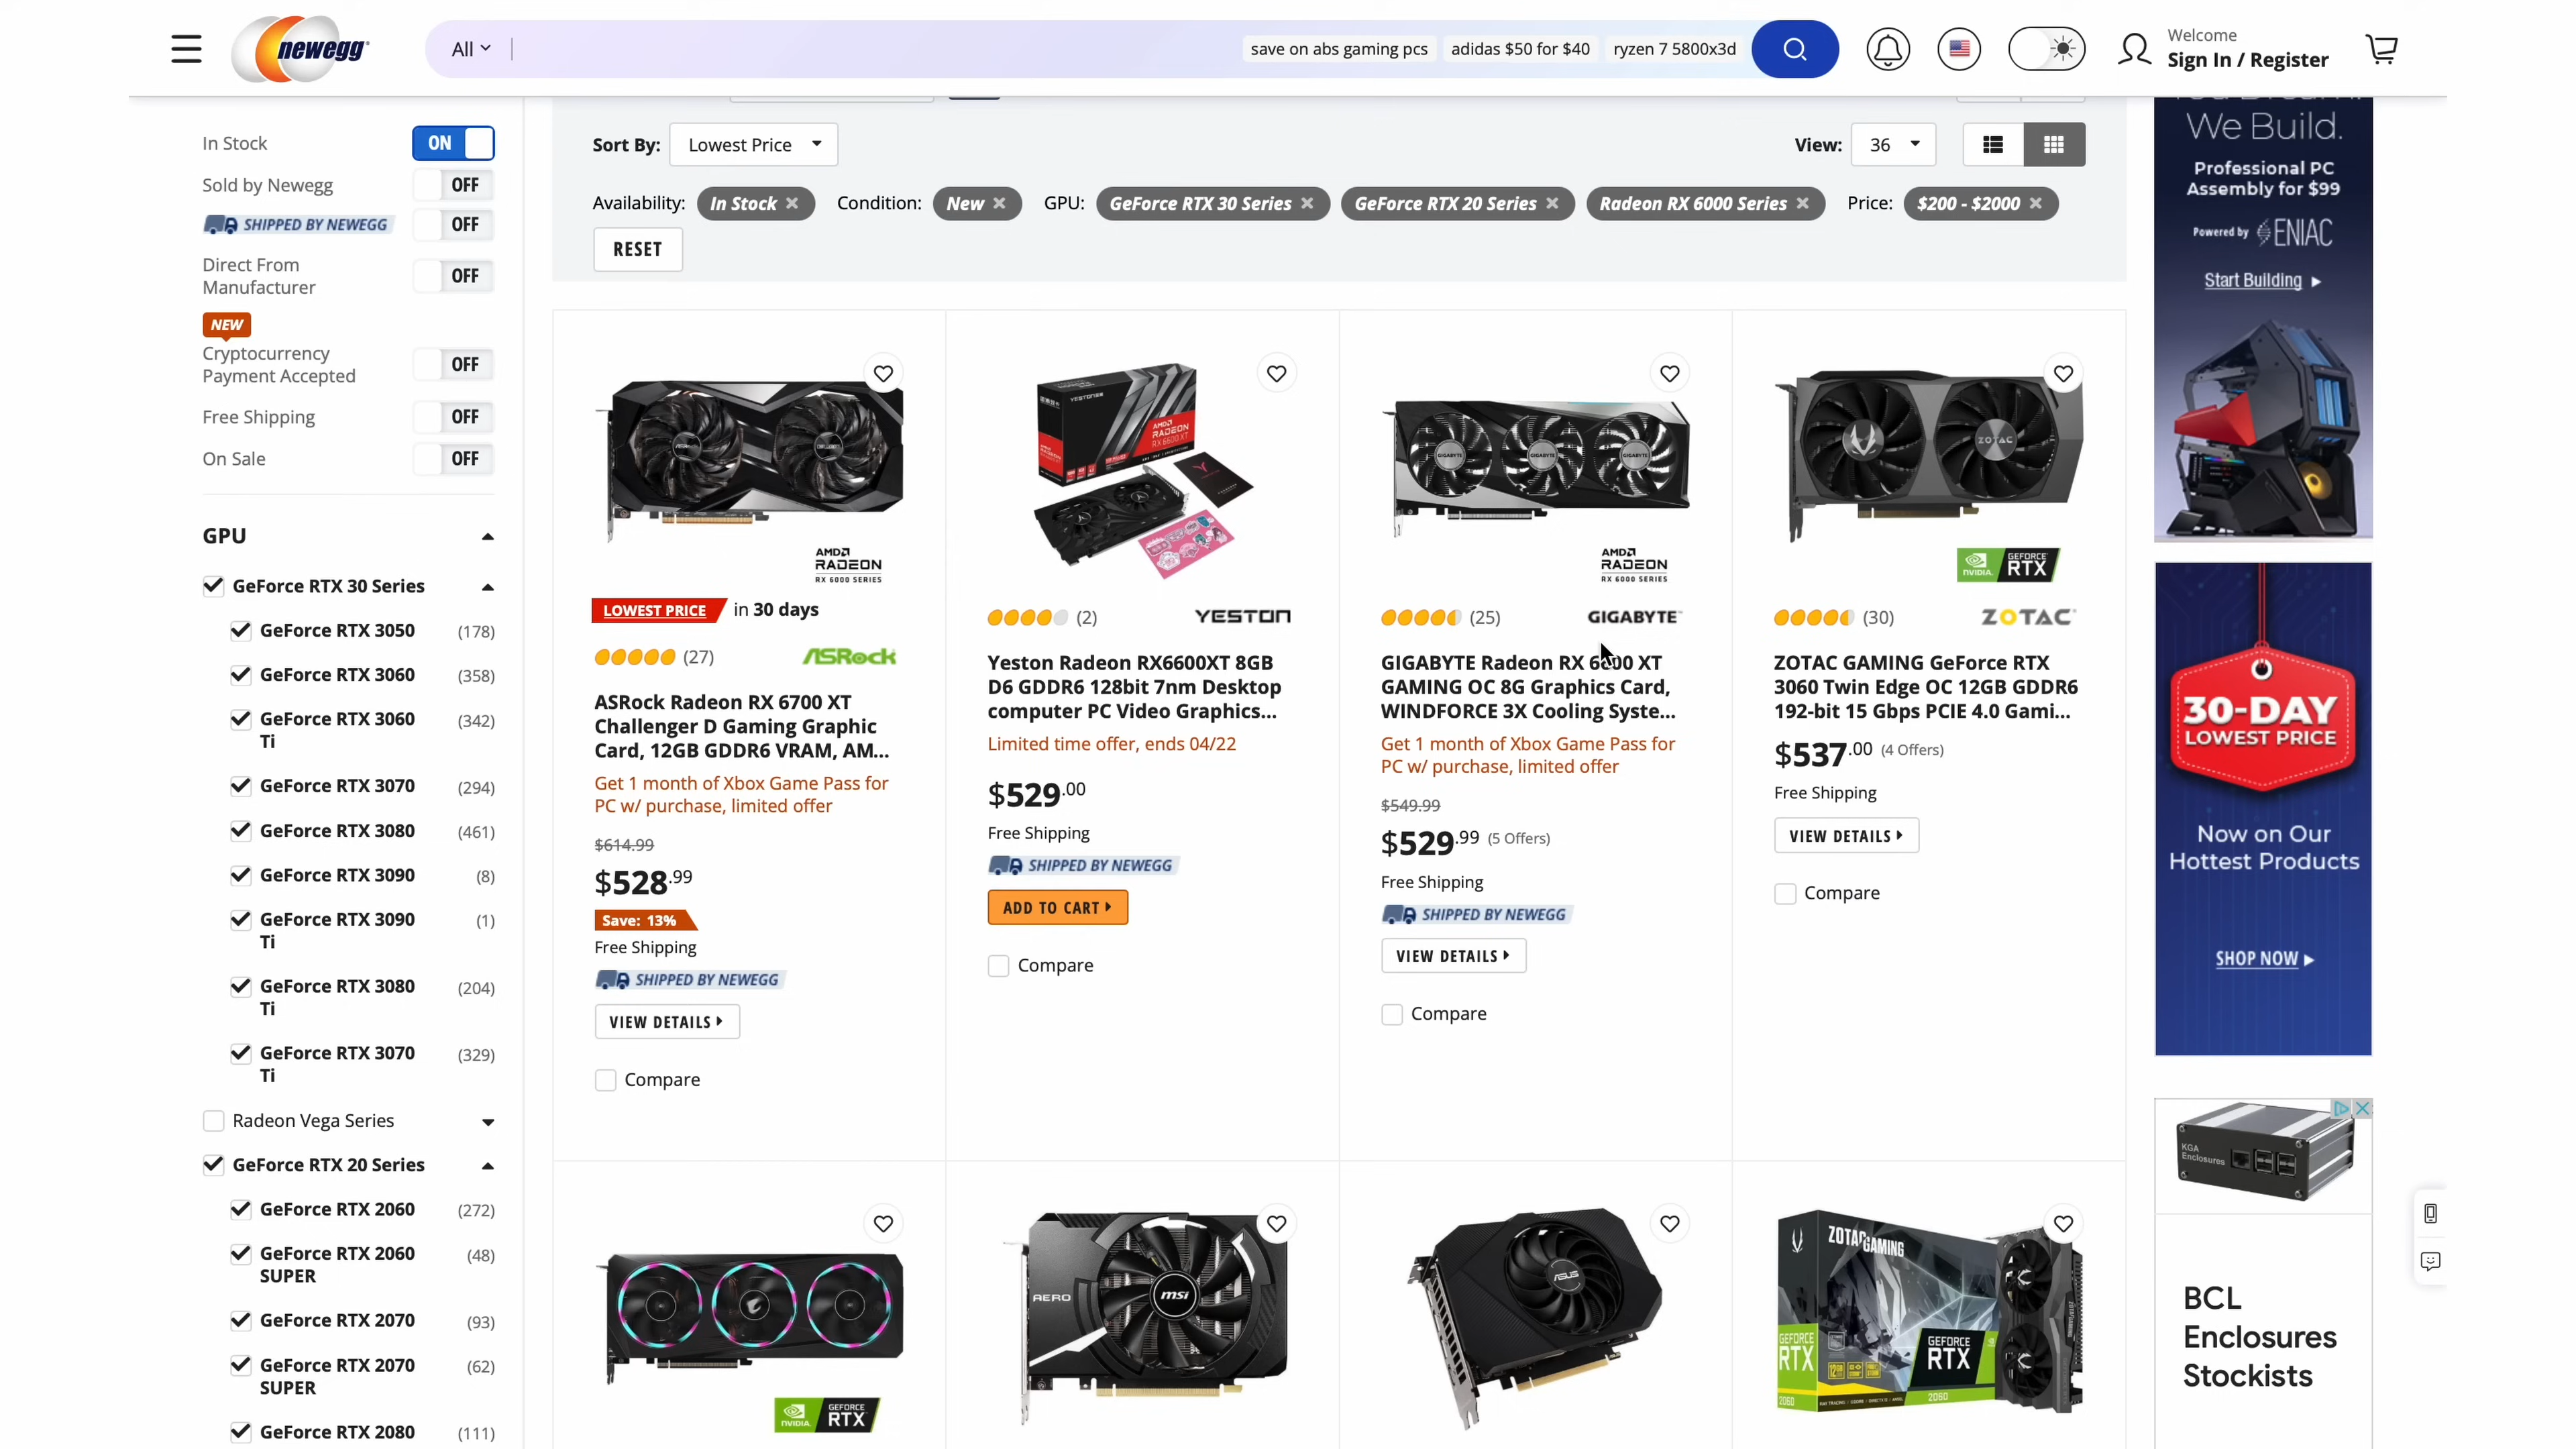 newegg
All
save on abs gaming pcs
adidas $50 for $40
ryzen 7 5800x3d
Welcome
Sign In / Register
In Stock
ON
Sold by Newegg
OFF
SHIPPED BY NEWEGG
OFF
Direct From
Manufacturer
OFF
NEW
Cryptocurrency
Payment Accepted
OFF
Free Shipping
OFF
On Sale
OFF
GPU
GeForce RTX 30 Series
GeForce RTX 3050 (178)
GeForce RTX 3060 (358)
GeForce RTX 3060
Ti
(342)
GeForce RTX 3070 (294)
GeForce RTX 3080 (461)
GeForce RTX 3090 (8)
GeForce RTX 3090
Ti
(1)
GeForce RTX 3080
Ti
(204)
GeForce RTX 3070
Ti
(329)
Radeon Vega Series
GeForce RTX 20 Series
GeForce RTX 2060 (272)
GeForce RTX 2060
SUPER
(48)
GeForce RTX 2070 (93)
GeForce RTX 2070
SUPER
(62)
GeForce RTX 2080 (111)
Sort By: Lowest Price
View: 36
Availability: In Stock Condition: New GPU: GeForce RTX 30 Series GeForce RTX 20 Series Radeon RX 6000 Series Price: $200 - $2000
RESET
AMD
RADEON
RX 6000 SERIES
LOWEST PRICE in 30 days
(27)
ASRock
ASRock Radeon RX 6700 XT
Challenger D Gaming Graphic
Card, 12GB GDDR6 VRAM, AM...
Get 1 month of Xbox Game Pass for
PC w/ purchase, limited offer
$614.99
$528.99
Save: 13%
Free Shipping
SHIPPED BY NEWEGG
VIEW DETAILS
Compare
YESTON
AMD
RADEON
RX 6600 XT
(2)
YESTON
Yeston Radeon RX6600XT 8GB
D6 GDDR6 128bit 7nm Desktop
computer PC Video Graphics...
Limited time offer, ends 04/22
$529.00
Free Shipping
SHIPPED BY NEWEGG
ADD TO CART
Compare
GIGABYTE
GIGABYTE
GIGABYTE
AMD
RADEON
RX 6000 SERIES
(25)
GIGABYTE
GIGABYTE Radeon RX 6600 XT
GAMING OC 8G Graphics Card,
WINDFORCE 3X Cooling Syste...
Get 1 month of Xbox Game Pass for
PC w/ purchase, limited offer
$549.99
$529.99 (5 Offers)
Free Shipping
SHIPPED BY NEWEGG
VIEW DETAILS
Compare
ZOTAC
NVIDIA
GEFORCE
RTX
(30)
ZOTAC
ZOTAC GAMING GeForce RTX
3060 Twin Edge OC 12GB GDDR6
192-bit 15 Gbps PCIE 4.0 Gami...
$537.00 (4 Offers)
Free Shipping
VIEW DETAILS
Compare
NVIDIA
GEFORCE
RTX
AERO
msi
ASUS
ZOTAC GAMING
GEFORCE
RTX
GEFORCE
RTX
2060
2060
We Build.
Professional PC
Assembly for $99
Powered by ENIAC
Start Building
30-DAY
LOWEST PRICE
Now on Our
Hottest Products
SHOP NOW
KGA
Enclosures
BCL
Enclosures
Stockists